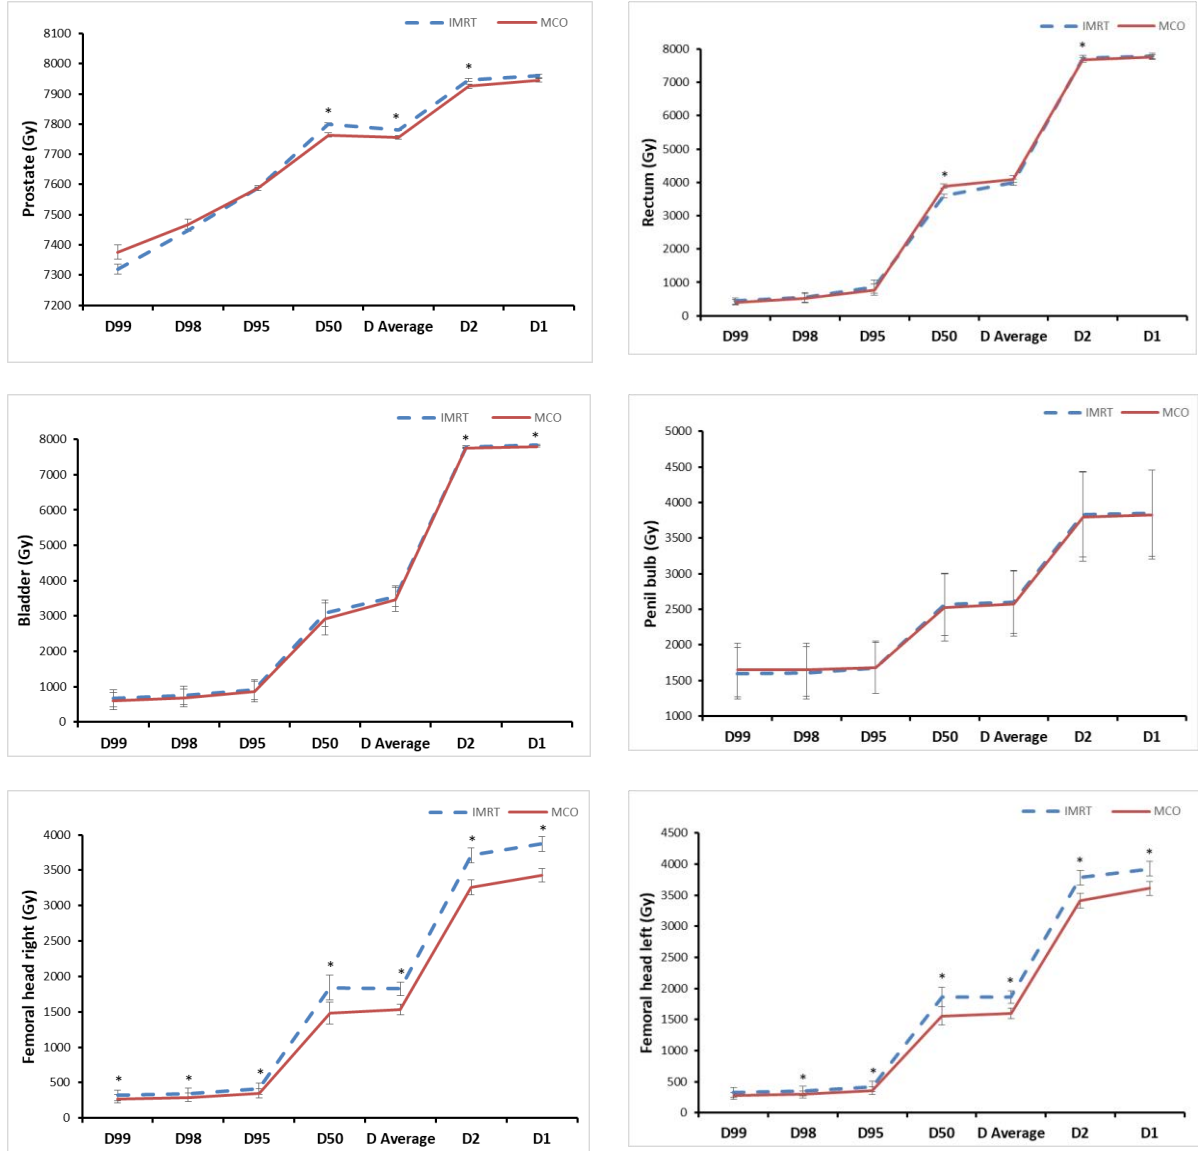 IMRT MCO
8100
8000
7900
7800
7700
7600
7500
7400
7300
7200
Prostate (Gy)
* * *
D99 D98 D95 D50 D Average D2 D1
IMRT MCO
8000
7000
6000
5000
4000
3000
2000
1000
0
Rectum (Gy)
* *
D99 D98 D95 D50 D Average D2 D1
IMRT MCO
8000
7000
6000
5000
4000
3000
2000
1000
0
Bladder (Gy)
* *
D99 D98 D95 D50 D Average D2 D1
IMRT MCO
5000
4500
4000
3500
3000
2500
2000
1500
1000
Penil bulb (Gy)
D99 D98 D95 D50 D Average D2 D1
IMRT MCO
4000
3500
3000
2500
2000
1500
1000
500
0
Femoral head right (Gy)
* * * * * * *
D99 D98 D95 D50 D Average D2 D1
IMRT MCO
4500
4000
3500
3000
2500
2000
1500
1000
500
0
Femoral head left (Gy)
* * * * * *
D99 D98 D95 D50 D Average D2 D1